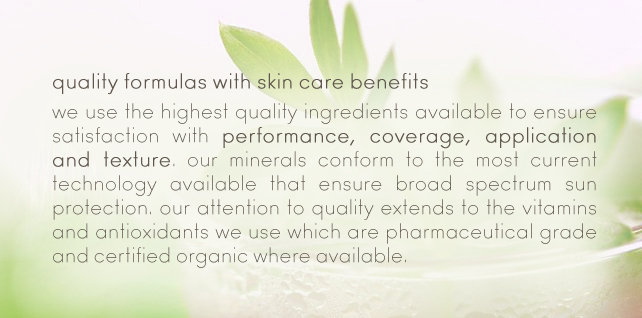 quality formulas with skin care benefits
we use the highest quality ingredients available to ensure
satisfaction with performance, coverage, application
and texture. our minerals conform to the most current
technology available that ensure broad spectrum sun
protection. our attention to quality extends to the vitamins
and antioxidants we use which are pharmaceutical grade
and certified organic where available.